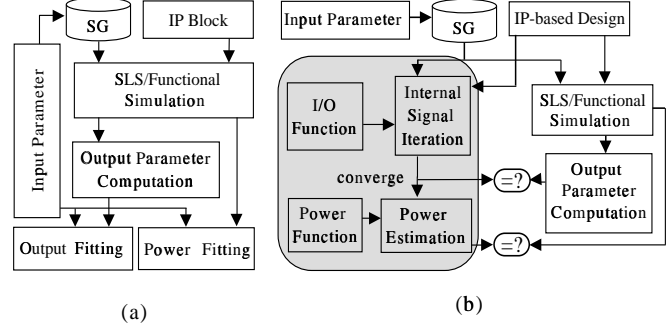 SG
IP Block
Input Parameter
SLS/Functional
Simulation
Output Parameter
Computation
Output Fitting
Power Fitting
(a)
Input Parameter
SG
IP-based Design
I/O
Function
Internal
Signal
Iteration
SLS/Functional
Simulation
converge
=?
Output
Parameter
Computation
Power
Function
Power
Estimation
=?
(b)